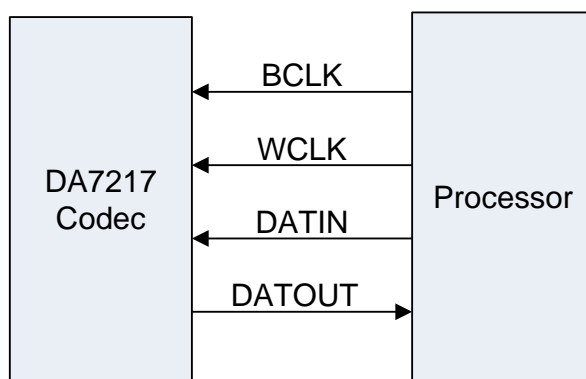 BCLK
WCLK
DA7217
Codec
Processor
DATIN
DATOUT